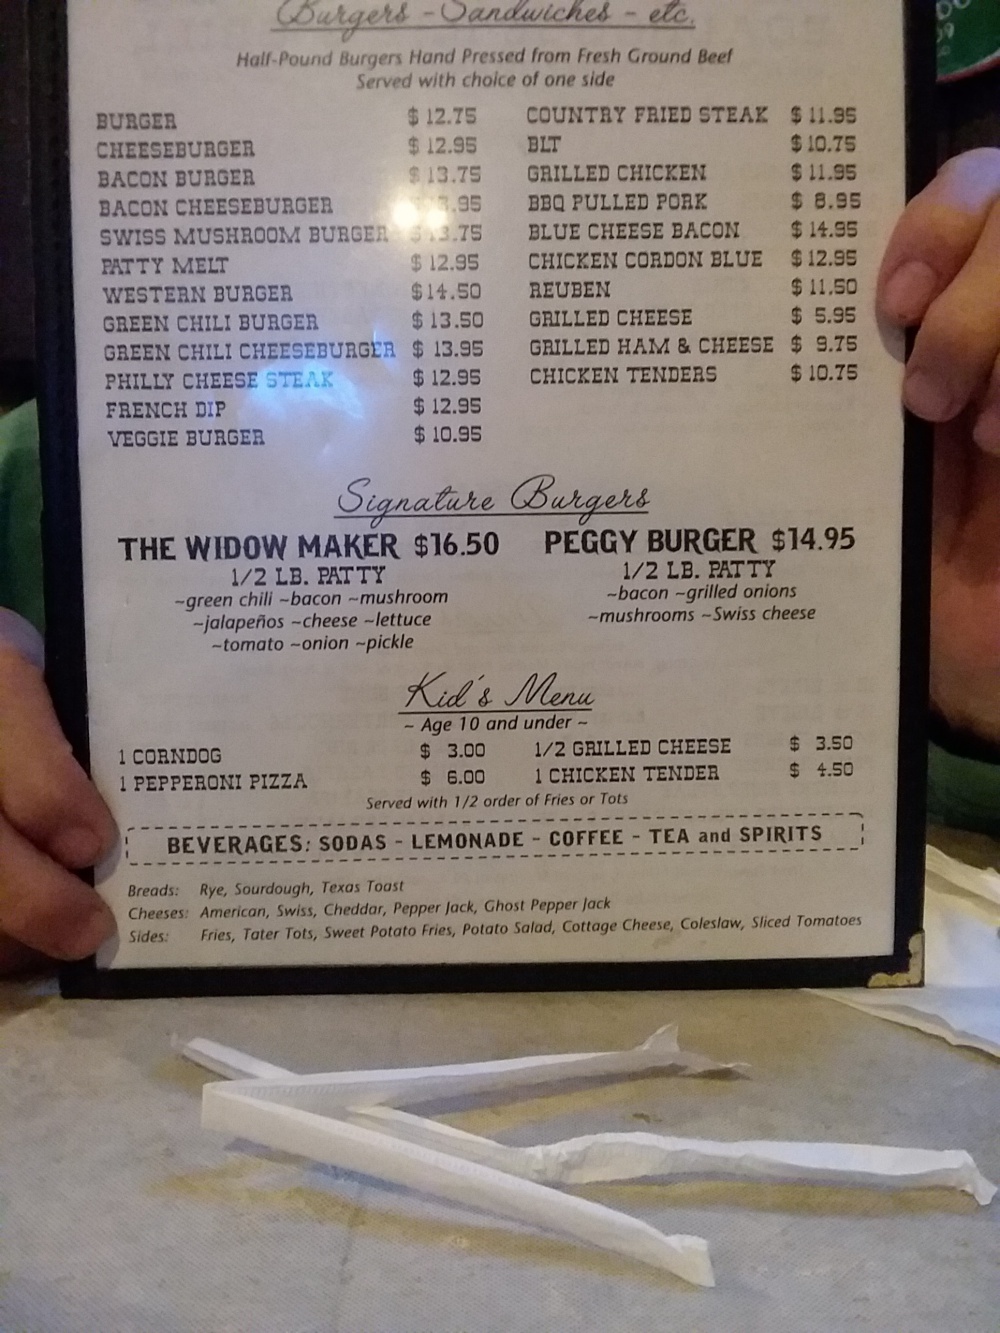 Burgers - Sandwiches - etc.
Half-Pound Burgers Hand Pressed from Fresh Ground Beef
Served with choice of one side
BURGER $ 12.75
CHEESEBURGER $ 12.95
BACON BURGER $ 13.75
BACON CHEESEBURGER .95
SWISS MUSHROOM BURGER $ 13.75
PATTY MELT $ 12.95
WESTERN BURGER $14.50
GREEN CHILI BURGER $ 13.50
GREEN CHILI CHEESEBURGER $ 13.95
PHILLY CHEESE STEAK $ 12.95
FRENCH DIP $ 12.95
VEGGIE BURGER $ 10.95
COUNTRY FRIED STEAK $ 11.95
BLT $ 10.75
GRILLED CHICKEN $ 11.95
BBQ PULLED PORK $ 8.95
BLUE CHEESE BACON $ 14.95
CHICKEN CORDON BLUE $ 12.95
REUBEN $ 11.50
GRILLED CHEESE $ 5.95
GRILLED HAM & CHEESE $ 9.75
CHICKEN TENDERS $ 10.75
Signature Burgers
THE WIDOW MAKER $16.50
1/2 LB. PATTY
~green chili ~bacon ~mushroom
~jalapeños ~cheese ~lettuce
~tomato ~onion ~pickle
PEGGY BURGER $14.95
1/2 LB. PATTY
~bacon ~grilled onions
~mushrooms ~Swiss cheese
Kid's Menu
~ Age 10 and under ~
1 CORNDOG $ 3.00
1 PEPPERONI PIZZA $ 6.00
1/2 GRILLED CHEESE $ 3.50
1 CHICKEN TENDER $ 4.50
Served with 1/2 order of Fries or Tots
BEVERAGES: SODAS - LEMONADE - COFFEE - TEA and SPIRITS
Breads: Rye, Sourdough, Texas Toast
Cheeses: American, Swiss, Cheddar, Pepper Jack, Ghost Pepper Jack
Sides: Fries, Tater Tots, Sweet Potato Fries, Potato Salad, Cottage Cheese, Coleslaw, Sliced Tomatoes